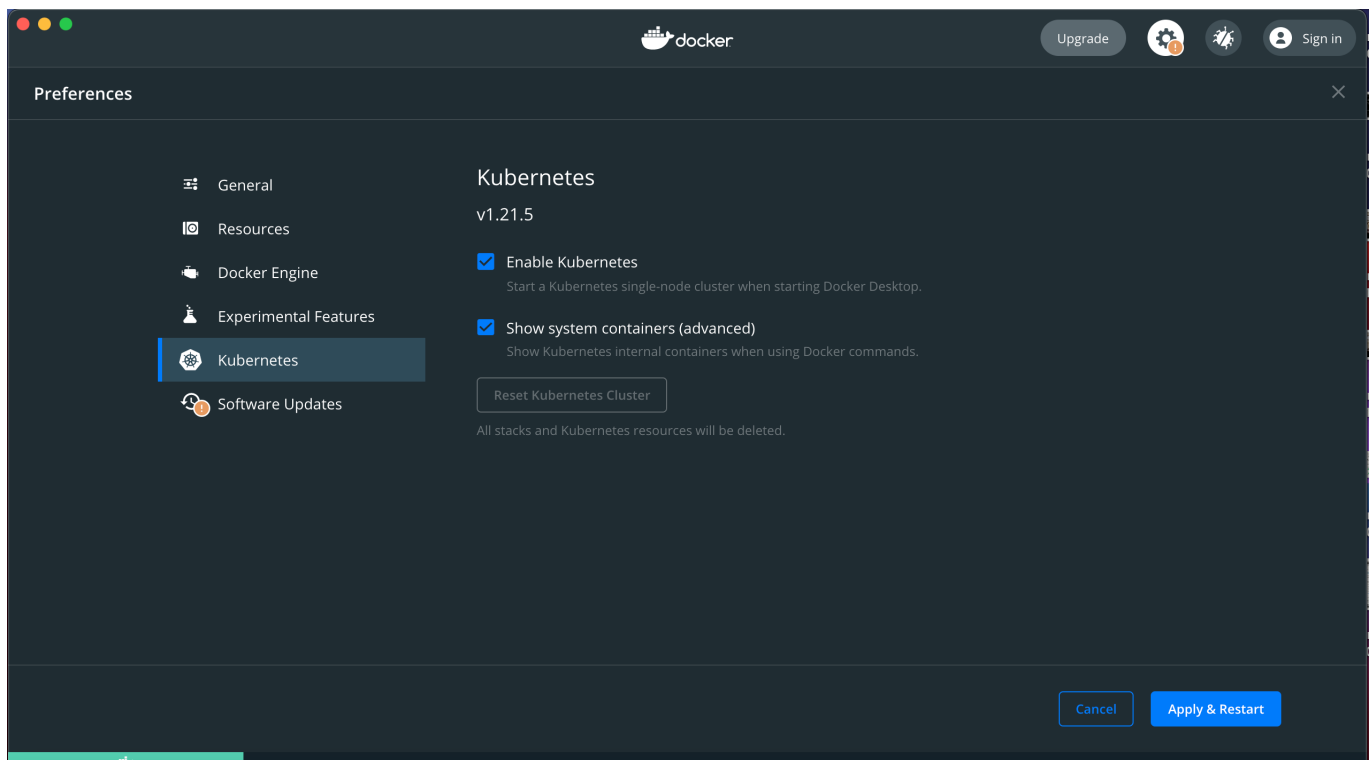 docker
Upgrade
Sign in
Preferences
General
Resources
Docker Engine
Experimental Features
Kubernetes
Software Updates
Kubernetes
v1.21.5
Enable Kubernetes
Start a Kubernetes single-node cluster when starting Docker Desktop.
Show system containers (advanced)
Show Kubernetes internal containers when using Docker commands.
Reset Kubernetes Cluster
All stacks and Kubernetes resources will be deleted.
Cancel
Apply & Restart